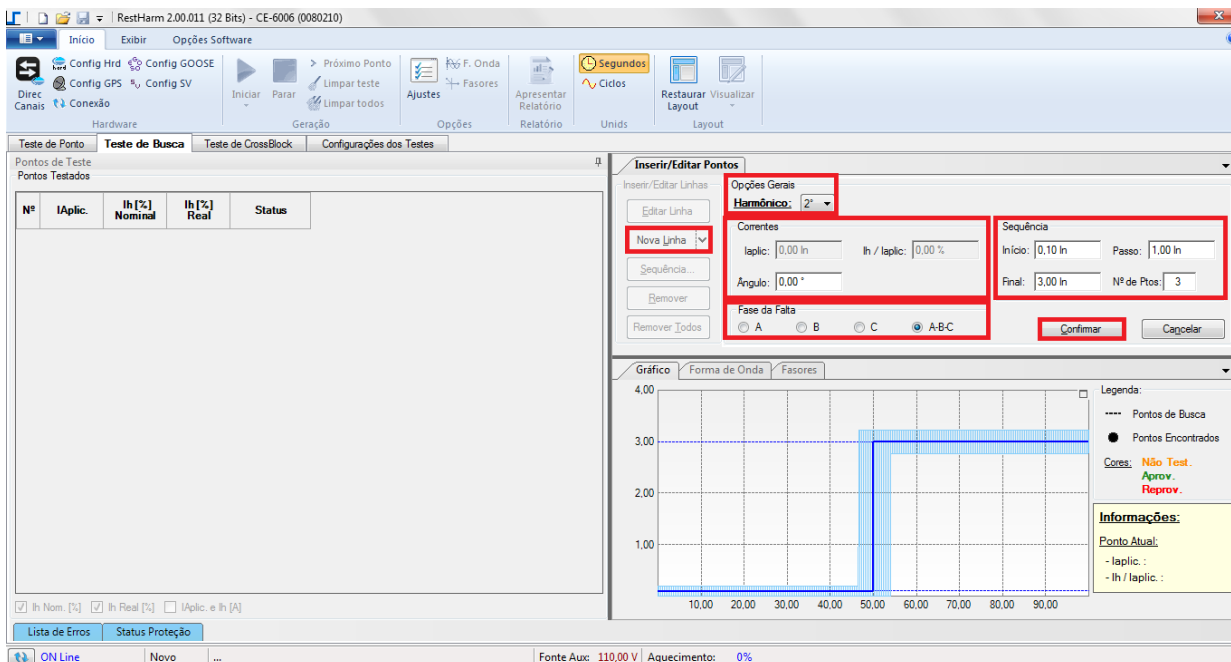 RestHarm 2.00.011 (32 Bits) - CE-6006 (0080210)
Início Exibir Opções Software
Direc Canais
Config Hrd
Config GPS
Conexão
Config GOOSE
Config SV
Hardware
Iniciar
Parar
Próximo Ponto
Limpar teste
Limpar todos
Geração
Ajustes
F. Onda
Fasores
Opções
Apresentar Relatório
Relatório
Segundos
Ciclos
Unids
Restaurar Layout
Visualizar
Layout
Teste de Ponto Teste de Busca Teste de CrossBlock Configurações dos Testes
Pontos de Teste
Pontos Testados
Nº IAplic. Ih [%] Nominal Ih [%] Real Status
Ih Nom. [%] Ih Real [%] IAplic. e Ih [A]
Lista de Erros Status Proteção
Inserir/Editar Pontos
Inserir/Editar Linhas
Editar Linha
Nova Linha
Sequência...
Remover
Remover Todos
Opções Gerais
Harmônico: 2°
Correntes
Iaplic: 0,00 In Ih / Iaplic: 0,00 %
Ângulo: 0,00 °
Fase da Falta
A B C A-B-C
Sequência
Início: 0,10 In Passo: 1,00 In
Final: 3,00 In Nº de Ptos: 3
Confirmar Cancelar
Gráfico Forma de Onda Fasores
4,00
3,00
2,00
1,00
10,00 20,00 30,00 40,00 50,00 60,00 70,00 80,00 90,00
Legenda:
Pontos de Busca
Pontos Encontrados
Cores: Não Test.
Aprov.
Reprov.
Informações:
Ponto Atual:
- Iaplic. :
- Ih / Iaplic. :
ON Line Novo ... Fonte Aux: 110,00 V Aquecimento: 0%